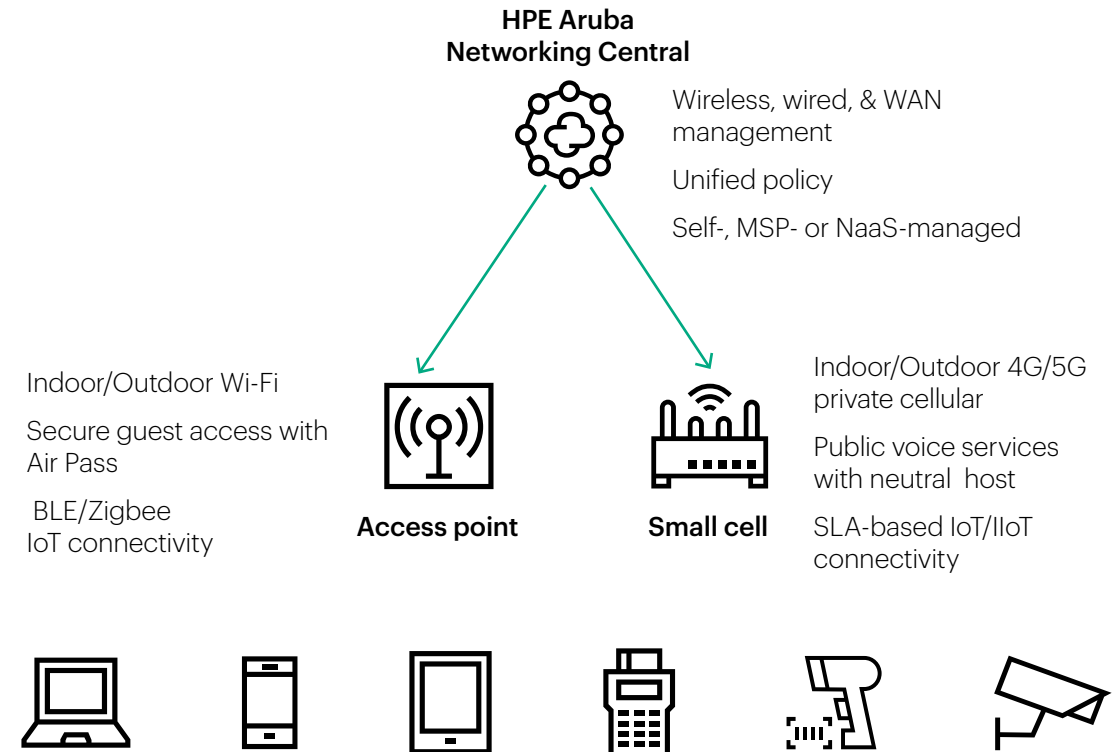 HPE Aruba
Networking Central
Wireless, wired, & WAN
management
Unified policy
Self-, MSP- or NaaS-managed
Indoor/Outdoor Wi-Fi
Secure guest access with
Air Pass
BLE/Zigbee
IoT connectivity
Access point
Small cell
Indoor/Outdoor 4G/5G
private cellular
Public voice services
with neutral host
SLA-based IoT/IIoT
connectivity